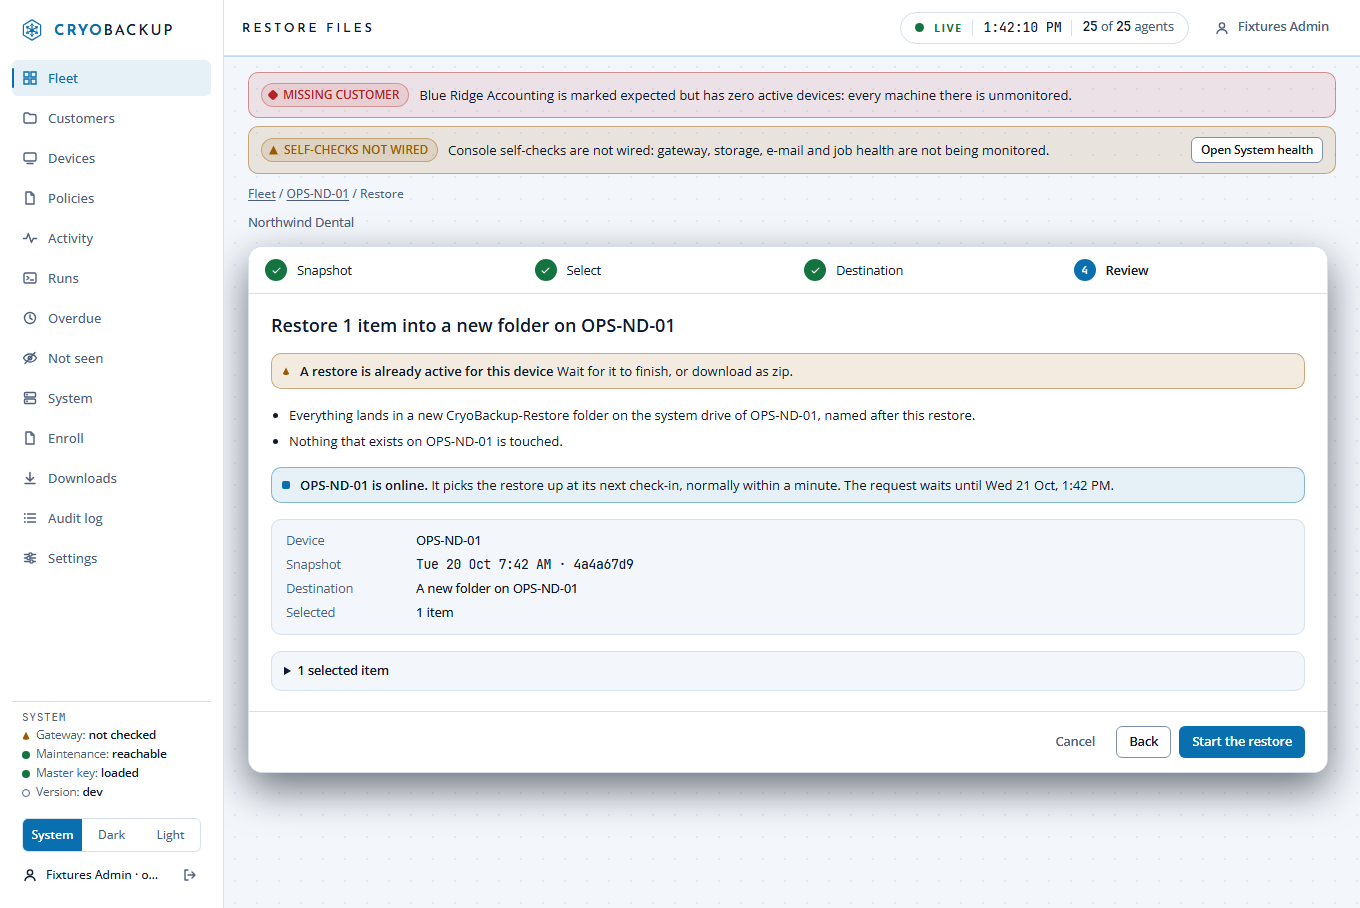 CRYOBACKUP
RESTORE FILES
LIVE 1:42:10 PM 25 of 25 agents
Fixtures Admin
Fleet
Customers
Devices
Policies
Activity
Runs
Overdue
Not seen
System
Enroll
Downloads
Audit log
Settings
MISSING CUSTOMER Blue Ridge Accounting is marked expected but has zero active devices: every machine there is unmonitored.
SELF-CHECKS NOT WIRED Console self-checks are not wired: gateway, storage, e-mail and job health are not being monitored.
Open System health
Fleet / OPS-ND-01 / Restore
Northwind Dental
Snapshot
Select
Destination
4 Review
Restore 1 item into a new folder on OPS-ND-01
A restore is already active for this device Wait for it to finish, or download as zip.
• Everything lands in a new CryoBackup-Restore folder on the system drive of OPS-ND-01, named after this restore.
• Nothing that exists on OPS-ND-01 is touched.
OPS-ND-01 is online. It picks the restore up at its next check-in, normally within a minute. The request waits until Wed 21 Oct, 1:42 PM.
Device OPS-ND-01
Snapshot Tue 20 Oct 7:42 AM · 4a4a67d9
Destination A new folder on OPS-ND-01
Selected 1 item
1 selected item
Cancel
Back
Start the restore
SYSTEM
Gateway: not checked
Maintenance: reachable
Master key: loaded
Version: dev
System
Dark
Light
Fixtures Admin · o...